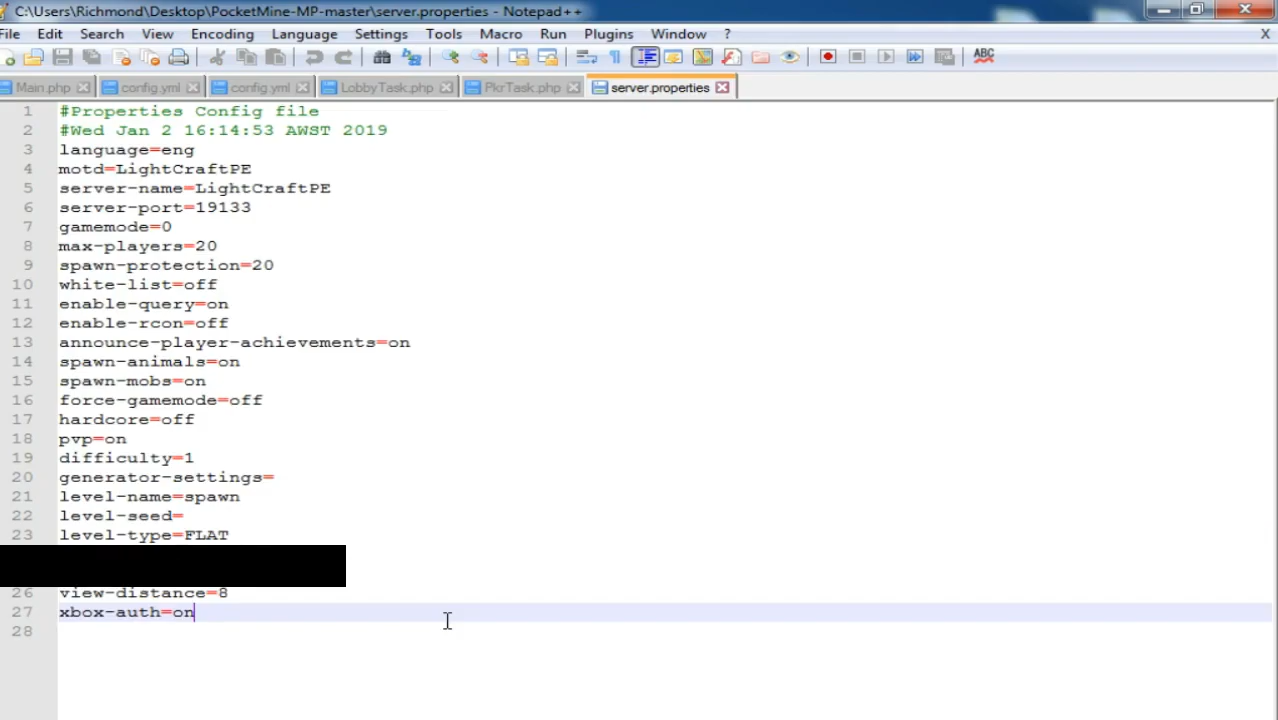 C:\Users\Richmond\Desktop\PocketMine-MP-master\server.properties - Notepad++
File Edit Search View Encoding Language Settings Tools Macro Run Plugins Window ? X
ABC
Main.php config.yml config.yml LobbyTask.php PkrTask.php server.properties
1 #Properties Config file
2 #Wed Jan 2 16:14:53 AWST 2019
3 language=eng
4 motd=LightCraftPE
5 server-name=LightCraftPE
6 server-port=19133
7 gamemode=0
8 max-players=20
9 spawn-protection=20
10 white-list=off
11 enable-query=on
12 enable-rcon=off
13 announce-player-achievements=on
14 spawn-animals=on
15 spawn-mobs=on
16 force-gamemode=off
17 hardcore=off
18 pvp=on
19 difficulty=1
20 generator-settings=
21 level-name=spawn
22 level-seed=
23 level-type=FLAT
26 view-distance=8
27 xbox-auth=on
28